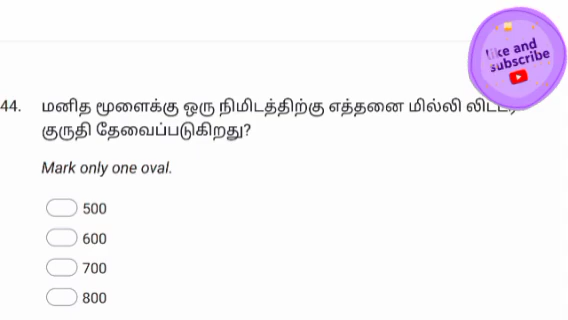 like and
subscribe
44. மனித மூளைக்கு ஒரு நிமிடத்திற்கு எத்தனை மில்லி
குருதி தேவைப்படுகிறது?
Mark only one oval.
500
600
700
800